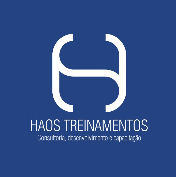 HAOS TREINAMENTOS
Consultoria, desenvolvimento e capacitação